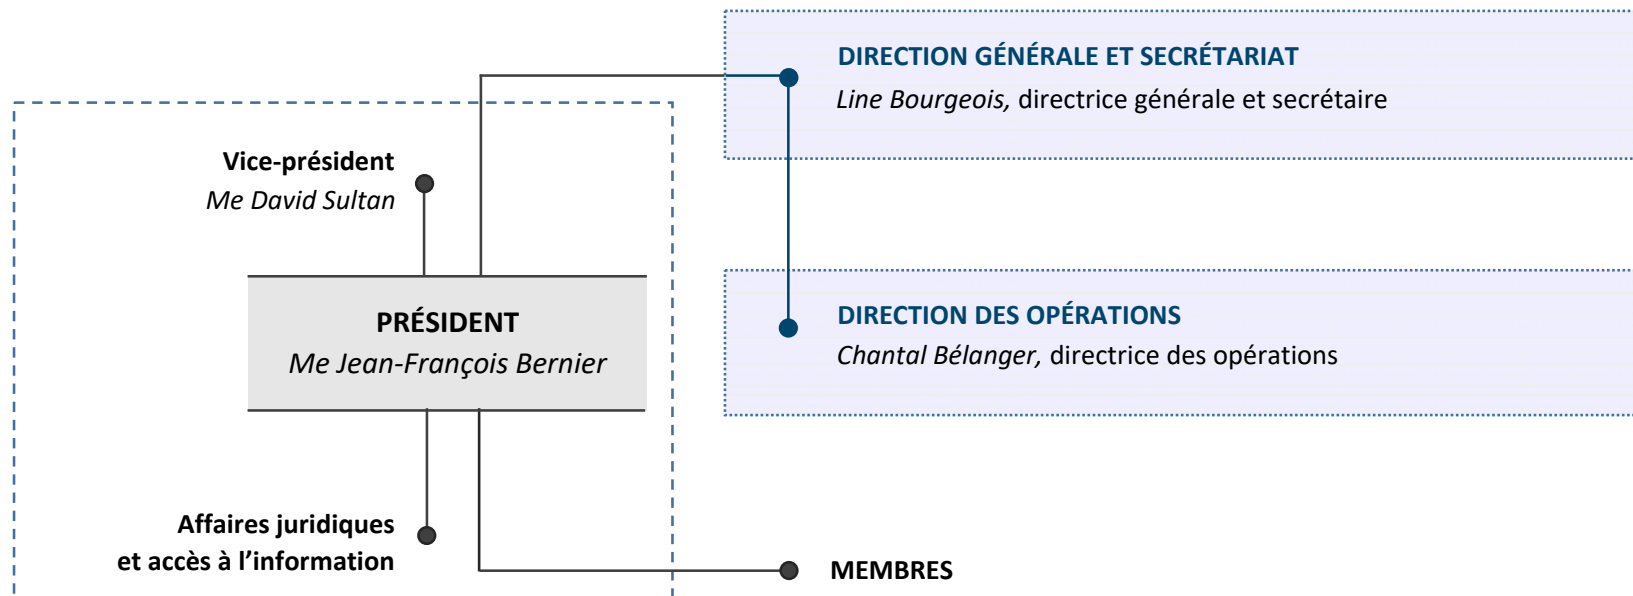 DIRECTION GÉNÉRALE ET SECRÉTARIAT
Line Bourgeois, directrice générale et secrétaire
Vice-président
Me David Sultan
PRÉSIDENT
Me Jean-François Bernier
DIRECTION DES OPÉRATIONS
Chantal Bélanger, directrice des opérations
Affaires juridiques
et accès à l’information
MEMBRES